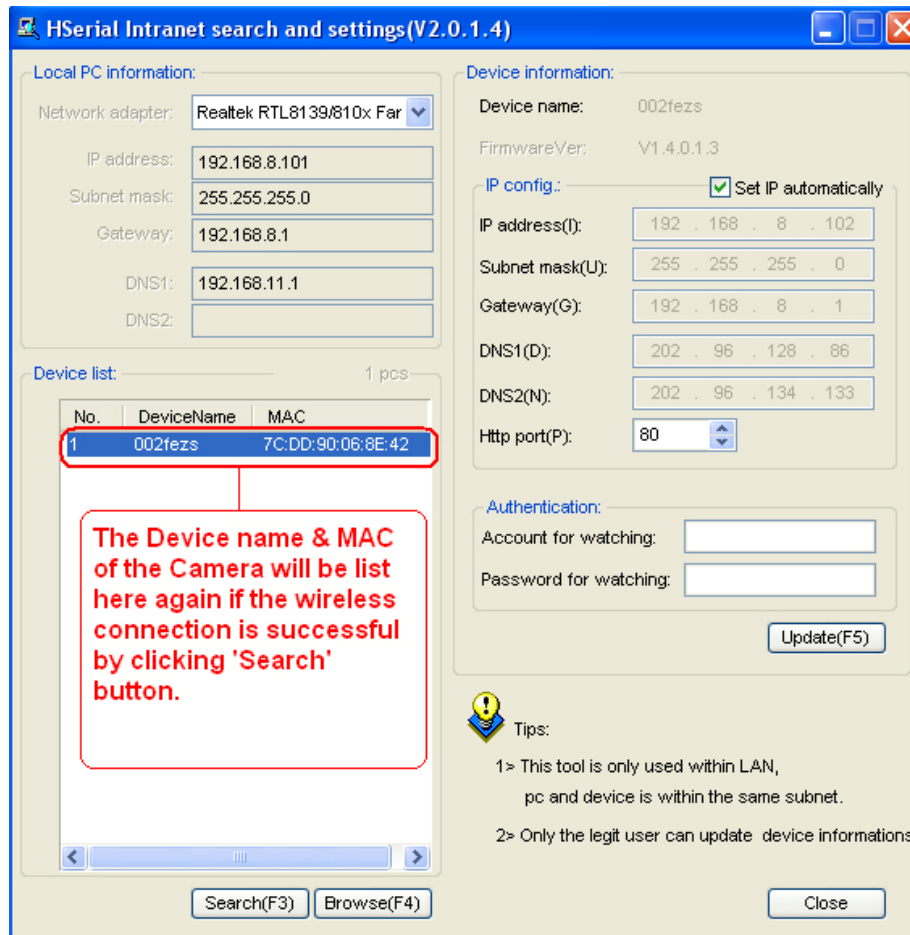 HSerial Intranet search and settings(V2.0.1.4)
Local PC information:
Network adapter: Realtek RTL8139/810x Far
IP address: 192.168.8.101
Subnet mask: 255.255.255.0
Gateway: 192.168.8.1
DNS1: 192.168.11.1
DNS2:
Device list: 1 pcs
No. DeviceName MAC
1 002fezs 7C:DD:90:06:8E:42
The Device name & MAC
of the Camera will be list
here again if the wireless
connection is successful
by clicking 'Search'
button.
Search(F3) Browse(F4)
Device information:
Device name: 002fezs
FirmwareVer: V1.4.0.1.3
IP config.: Set IP automatically
IP address(I): 192 . 168 . 8 . 102
Subnet mask(U): 255 . 255 . 255 . 0
Gateway(G): 192 . 168 . 8 . 1
DNS1(D): 202 . 96 . 128 . 86
DNS2(N): 202 . 96 . 134 . 133
Http port(P): 80
Authentication:
Account for watching:
Password for watching:
Update(F5)
Tips:
1> This tool is only used within LAN,
pc and device is within the same subnet.
2> Only the legit user can update device informations
Close